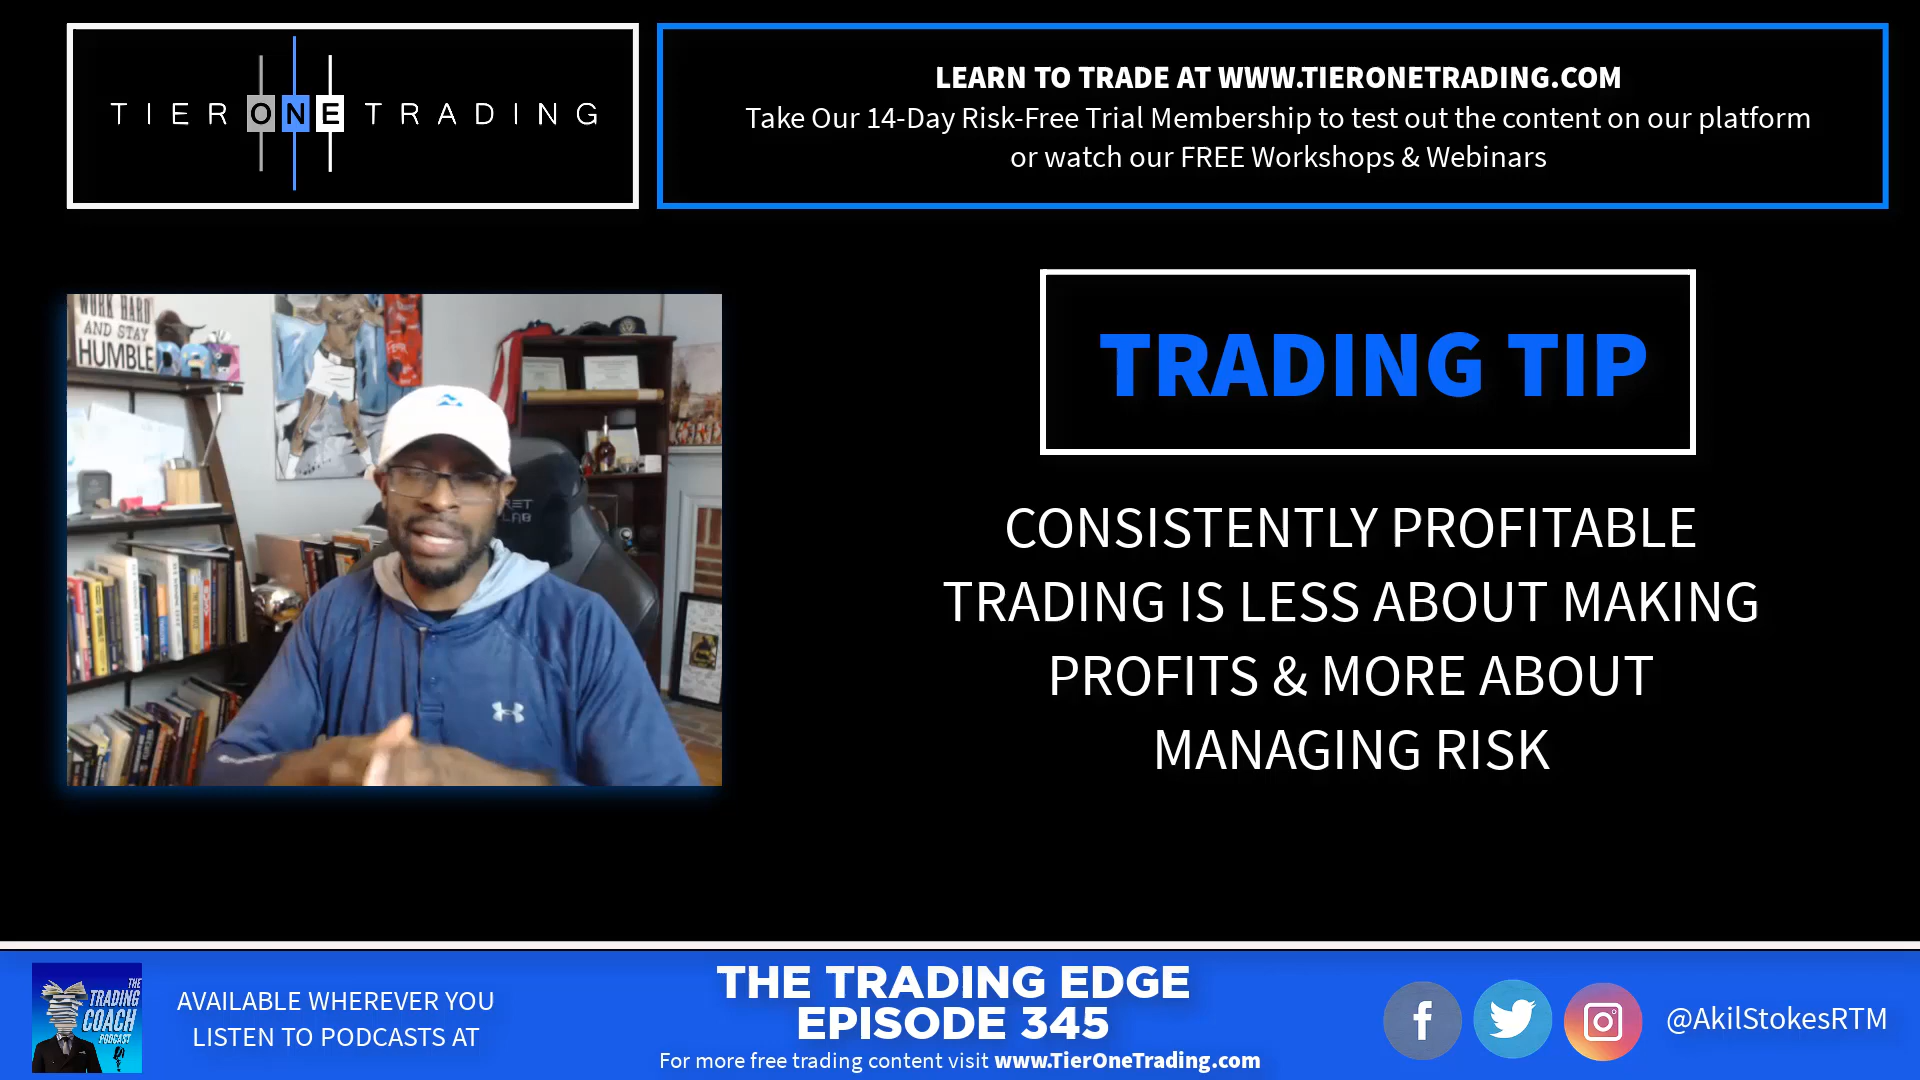 TIER ONE TRADING
LEARN TO TRADE AT WWW.TIERONETRADING.COM
Take Our 14-Day Risk-Free Trial Membership to test out the content on our platform
or watch our FREE Workshops & Webinars
WORK HARD
AND STAY
HUMBLE
TRADING TIP
CONSISTENTLY PROFITABLE
TRADING IS LESS ABOUT MAKING
PROFITS & MORE ABOUT
MANAGING RISK
THE
TRADING
COACH
PODCAST
AVAILABLE WHEREVER YOU
LISTEN TO PODCASTS AT
THE TRADING EDGE
EPISODE 345
For more free trading content visit www.TierOneTrading.com
@AkilStokesRTM